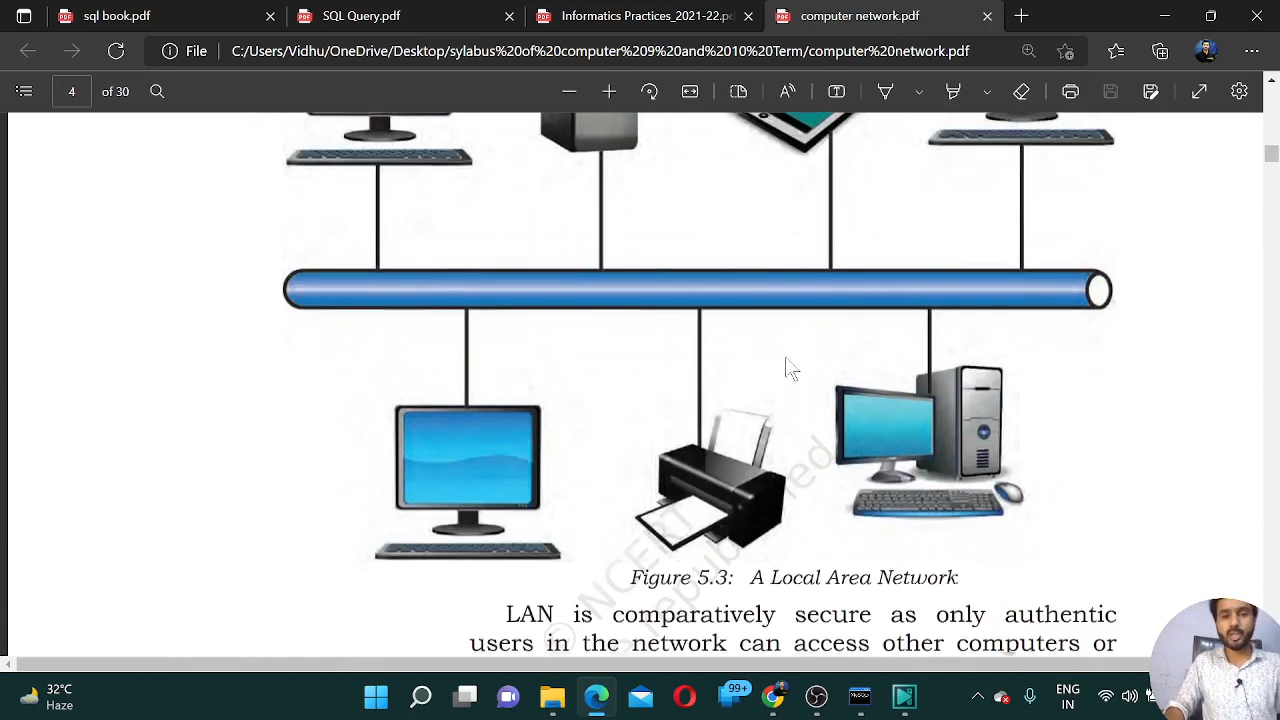 sql book.pdf
SQL Query.pdf
Informatics Practices_2021-22.pd
computer network.pdf
File
C:/Users/Vidhu/OneDrive/Desktop/sylabus%20of%20computer%209%20and%2010%20Term/computer%20network.pdf
4 of 30
© NCERT
republished
Figure 5.3: A Local Area Network
LAN is comparatively secure as only authentic
users in the network can access other computers or
32°C
Haze
99+
ENG
IN